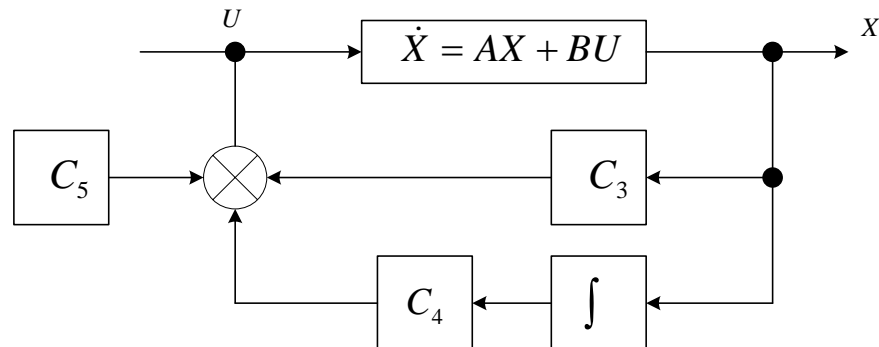 U
X
Ẋ = AX + BU
C₅
C₃
C₄
∫